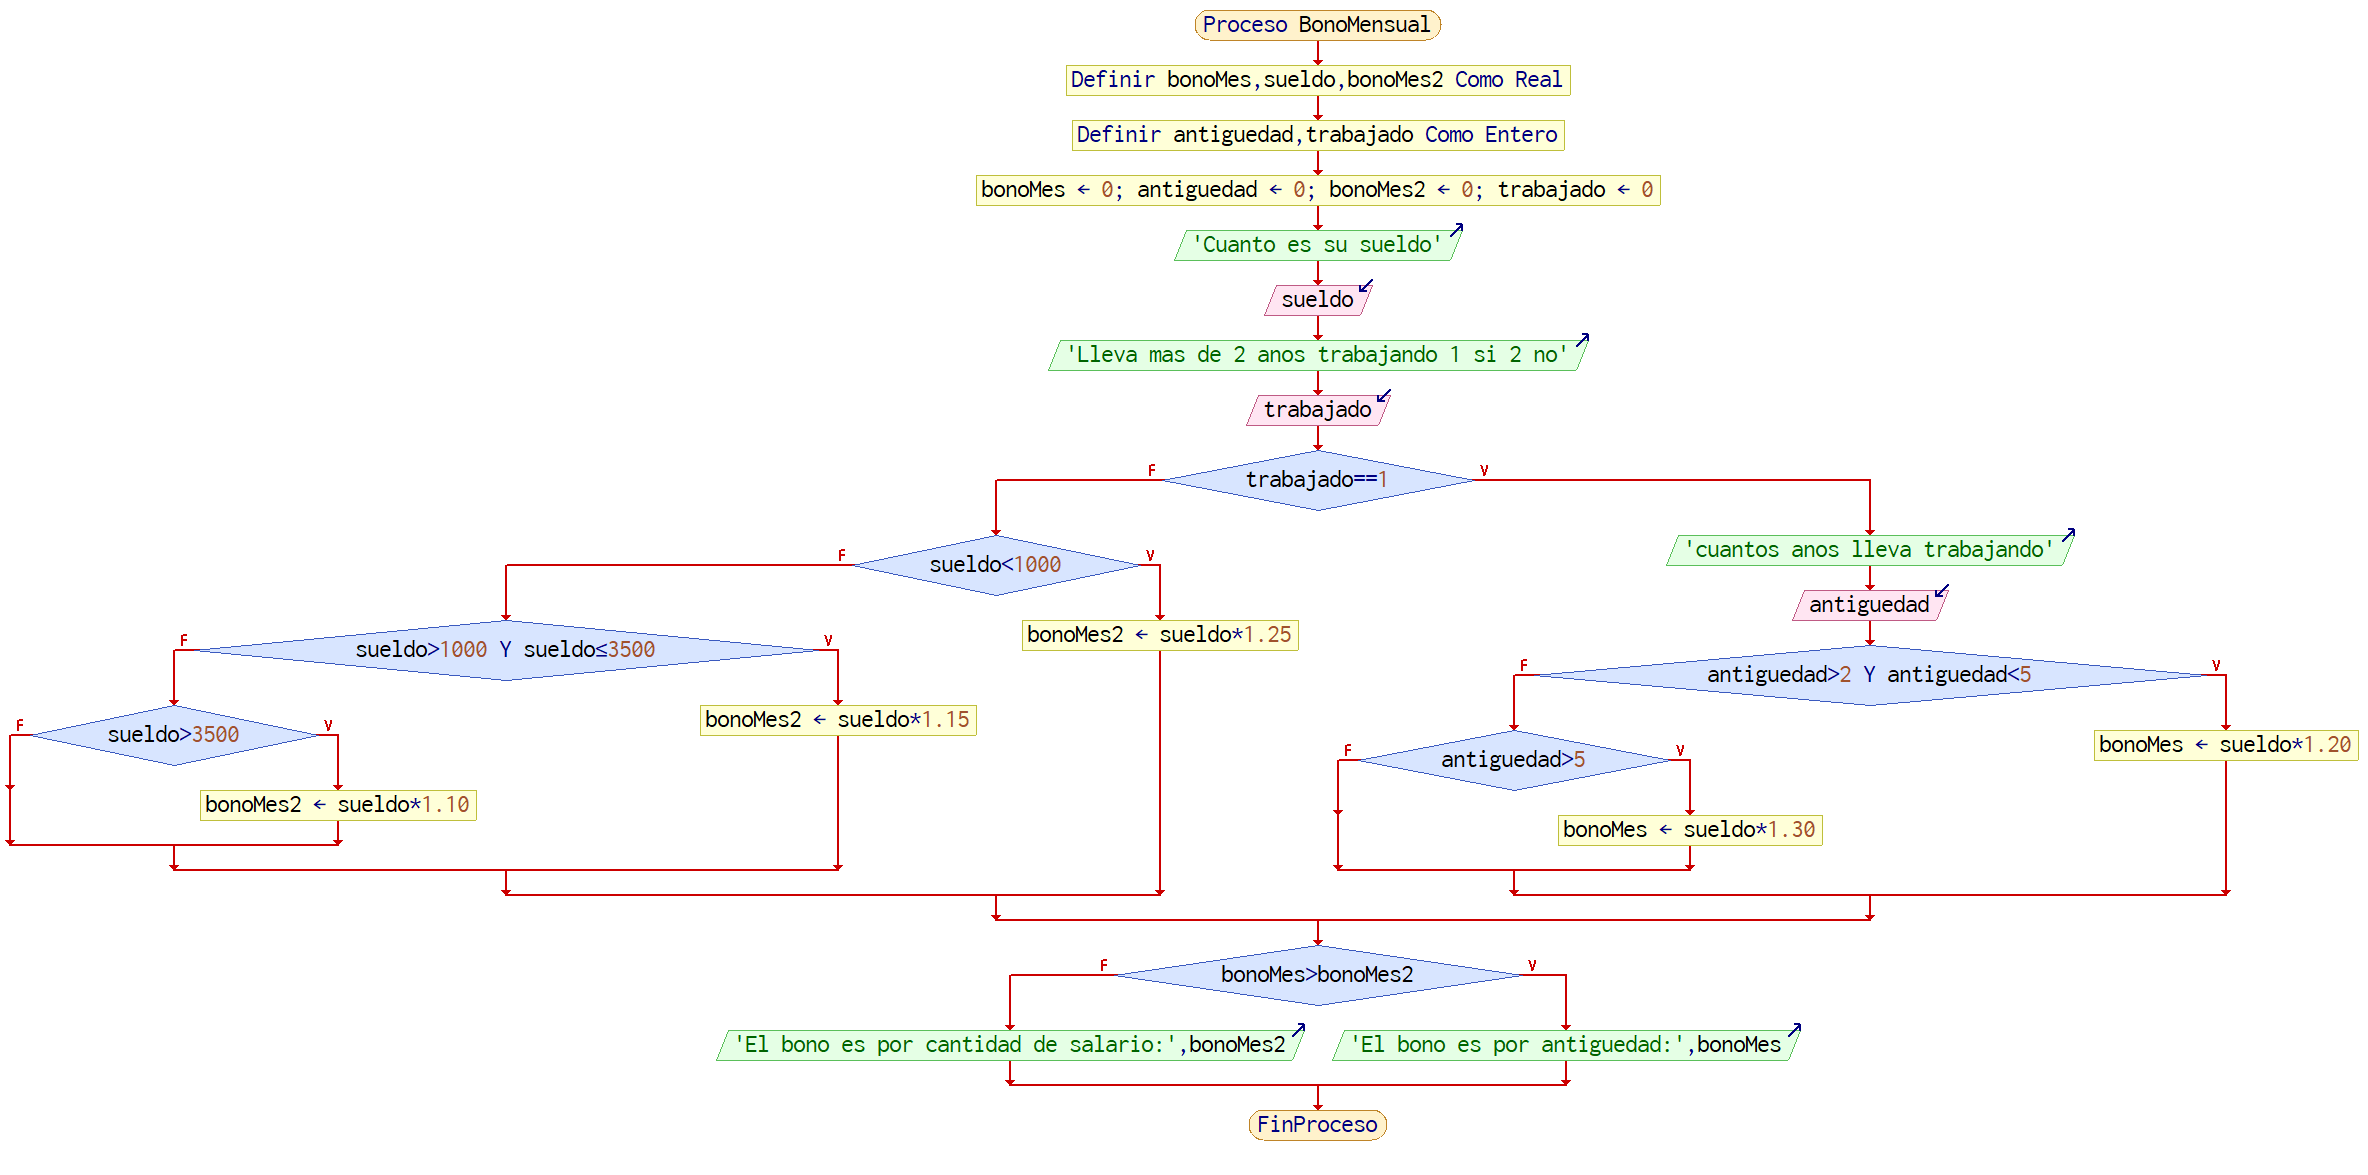 Proceso BonoMensual
Definir bonoMes,sueldo,bonoMes2 Como Real
Definir antiguedad,trabajado Como Entero
bonoMes ← 0; antiguedad ← 0; bonoMes2 ← 0; trabajado ← 0
'Cuanto es su sueldo'
sueldo
'Lleva mas de 2 anos trabajando 1 si 2 no'
trabajado
F
trabajado==1
V
F
sueldo<1000
V
'cuantos anos lleva trabajando'
antiguedad
F
sueldo>1000 Y sueldo≤3500
V
bonoMes2 ← sueldo*1.25
F
antiguedad>2 Y antiguedad<5
V
F
sueldo>3500
V
bonoMes2 ← sueldo*1.15
F
antiguedad>5
V
bonoMes ← sueldo*1.20
bonoMes2 ← sueldo*1.10
bonoMes ← sueldo*1.30
F
bonoMes>bonoMes2
V
'El bono es por cantidad de salario:',bonoMes2
'El bono es por antiguedad:',bonoMes
FinProceso